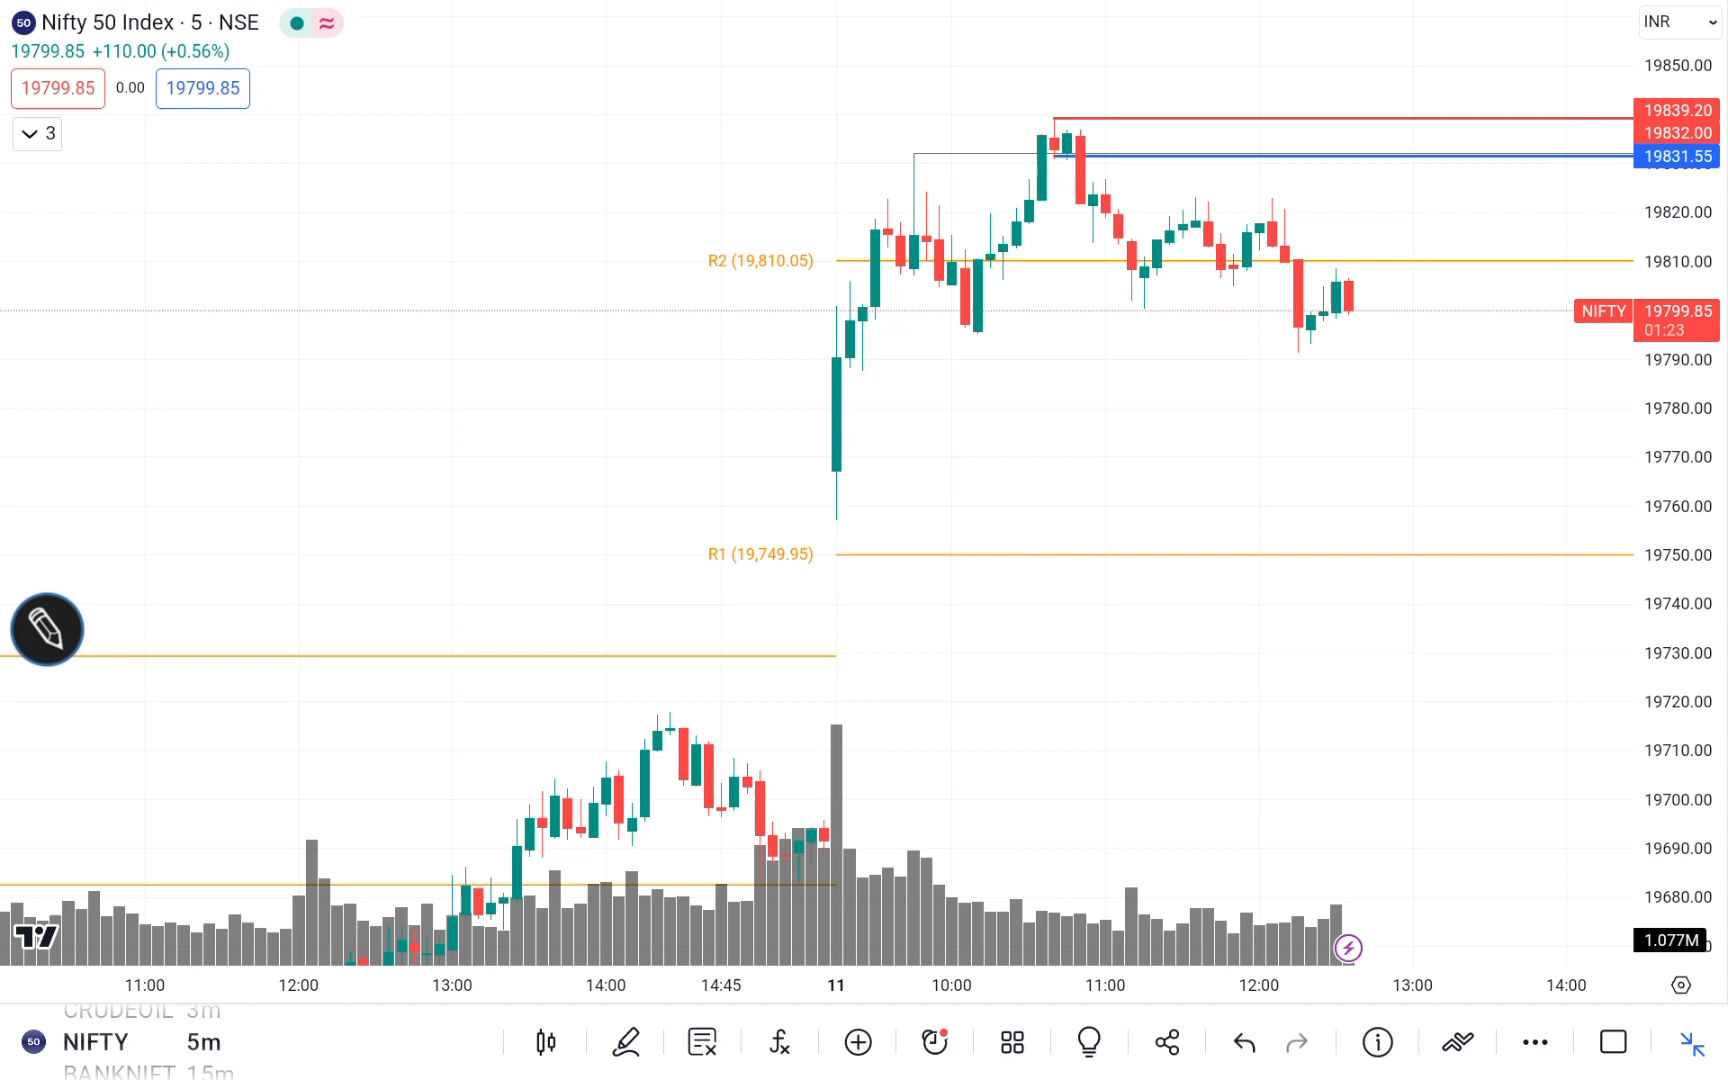 50 Nifty 50 Index · 5 · NSE
19799.85 +110.00 (+0.56%)
19799.85 0.00 19799.85
3
INR
19850.00
19839.20
19832.00
19831.55
19820.00
R2 (19,810.05)
19810.00
NIFTY 19799.85
01:23
19790.00
19780.00
19770.00
19760.00
R1 (19,749.95)
19750.00
19740.00
19730.00
19720.00
19710.00
19700.00
19690.00
19680.00
1.077M
11:00 12:00 13:00 14:00 14:45 11 10:00 11:00 12:00 13:00 14:00
CRUDEOIL 3m
50 NIFTY 5m
BANKNIFT 15m